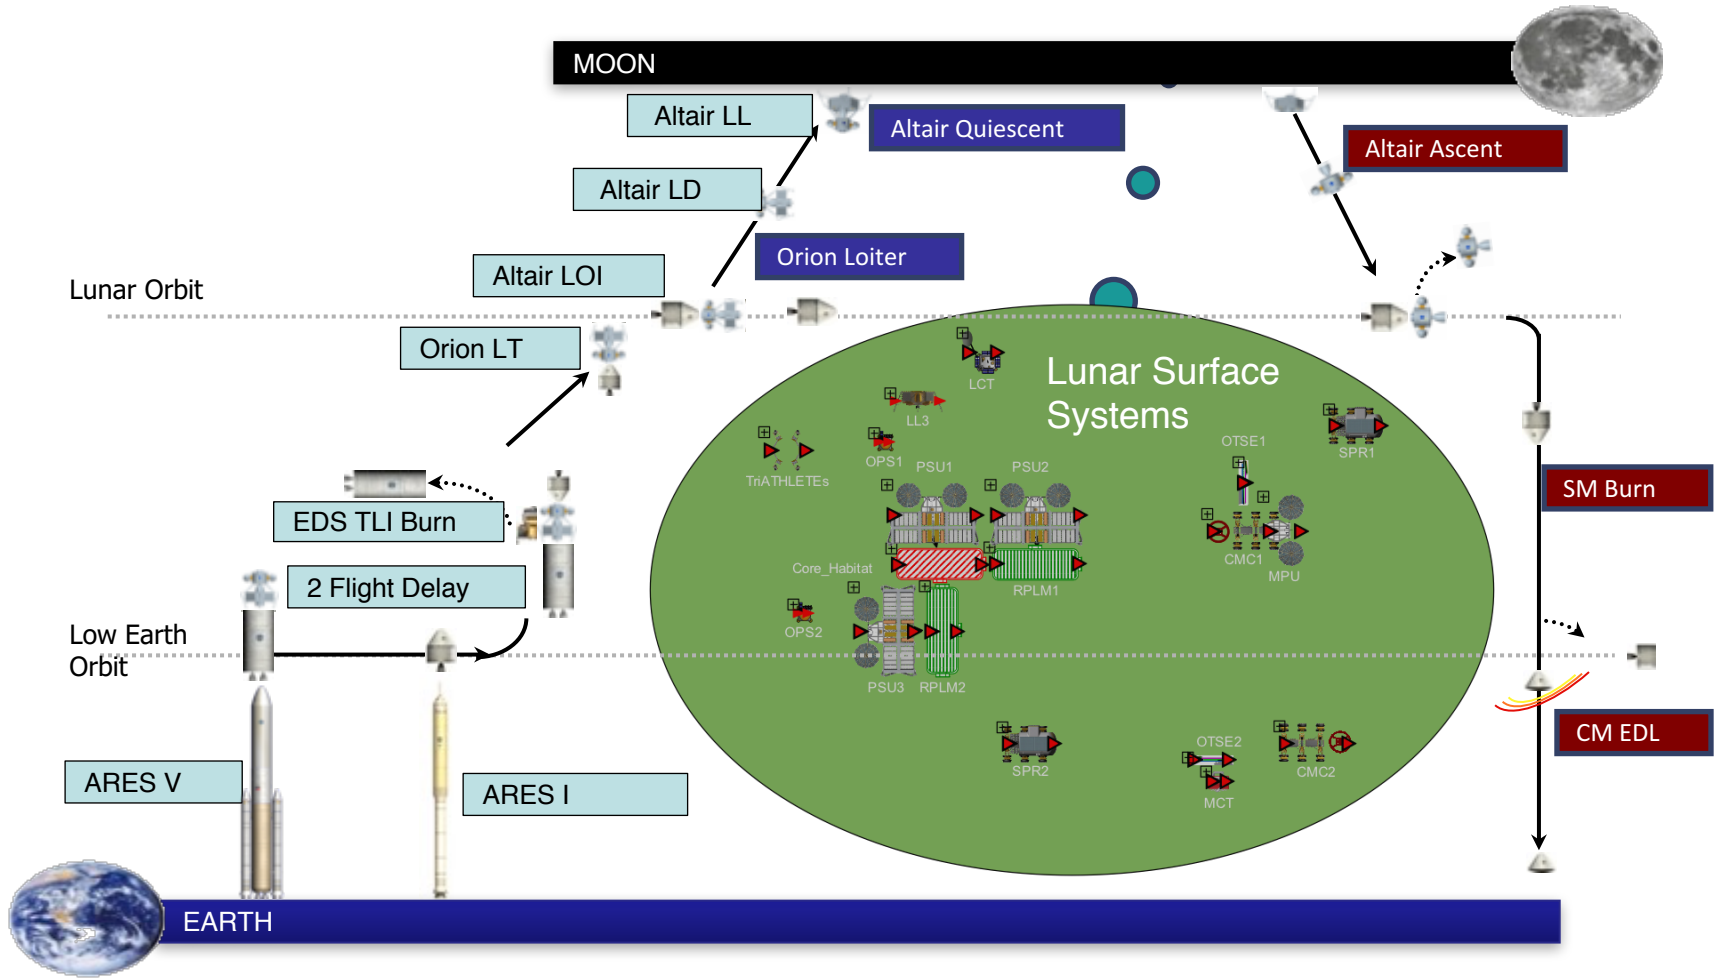 MOON
Altair LL
Altair Quiescent
Altair Ascent
Altair LD
Orion Loiter
Altair LOI
Lunar Orbit
Orion LT
Lunar Surface
Systems
LCT
LL3
OPS1
TriATHLETEs
PSU1
PSU2
OTSE1
SPR1
EDS TLI Burn
SM Burn
CMC1
MPU
Core_Habitat
RPLM1
2 Flight Delay
OPS2
Low Earth
Orbit
PSU3
RPLM2
SPR2
OTSE2
CMC2
MCT
CM EDL
ARES V
ARES I
EARTH